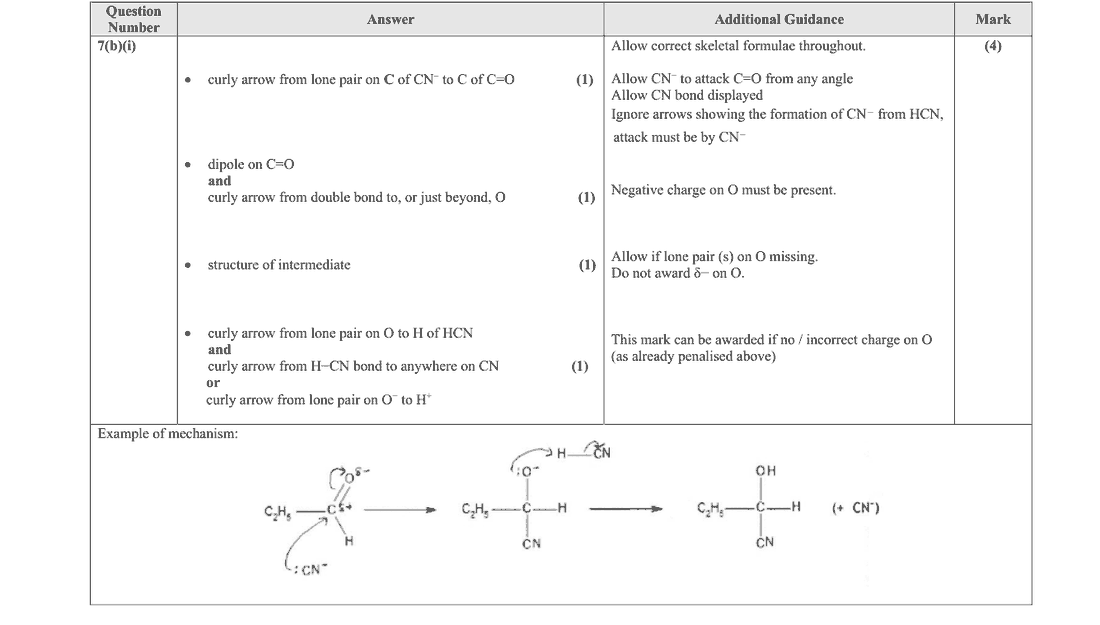 Question Number
Answer
Additional Guidance
Mark
7(b)(i)
Allow correct skeletal formulae throughout.
(4)
• curly arrow from lone pair on C of CN⁻ to C of C=O
(1)
Allow CN⁻ to attack C=O from any angle
Allow CN bond displayed
Ignore arrows showing the formation of CN⁻ from HCN,
attack must be by CN⁻
• dipole on C=O
and
curly arrow from double bond to, or just beyond, O
(1)
Negative charge on O must be present.
• structure of intermediate
(1)
Allow if lone pair (s) on O missing.
Do not award δ– on O.
• curly arrow from lone pair on O to H of HCN
and
curly arrow from H–CN bond to anywhere on CN
(1)
or
curly arrow from lone pair on O⁻ to H⁺
This mark can be awarded if no / incorrect charge on O
(as already penalised above)
Example of mechanism:
O δ-
C₂H₅ C δ+
H
:CN⁻
H CN
:O⁻
C₂H₅ C H
CN
OH
C₂H₅ C H (+ CN⁻)
CN